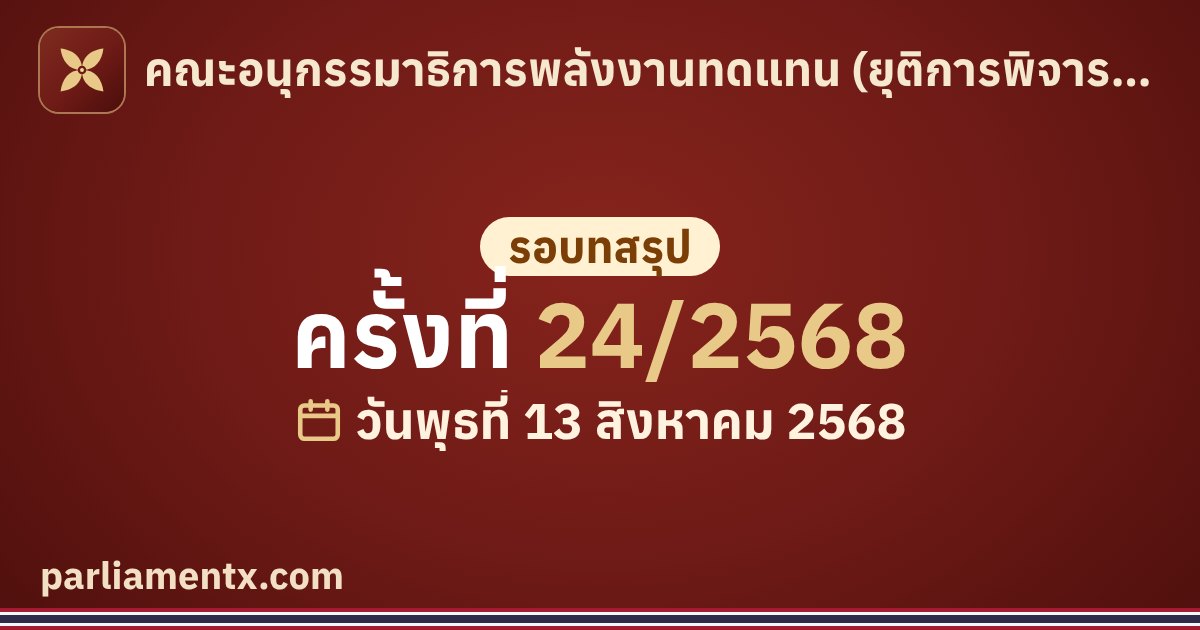 คณะอนุกรรมาธิการพลังงานทดแทน (ยุติการพิจาร...
รอบทสรุป
ครั้งที่ 24/2568
วันพุธที่ 13 สิงหาคม 2568
parliamentx.com